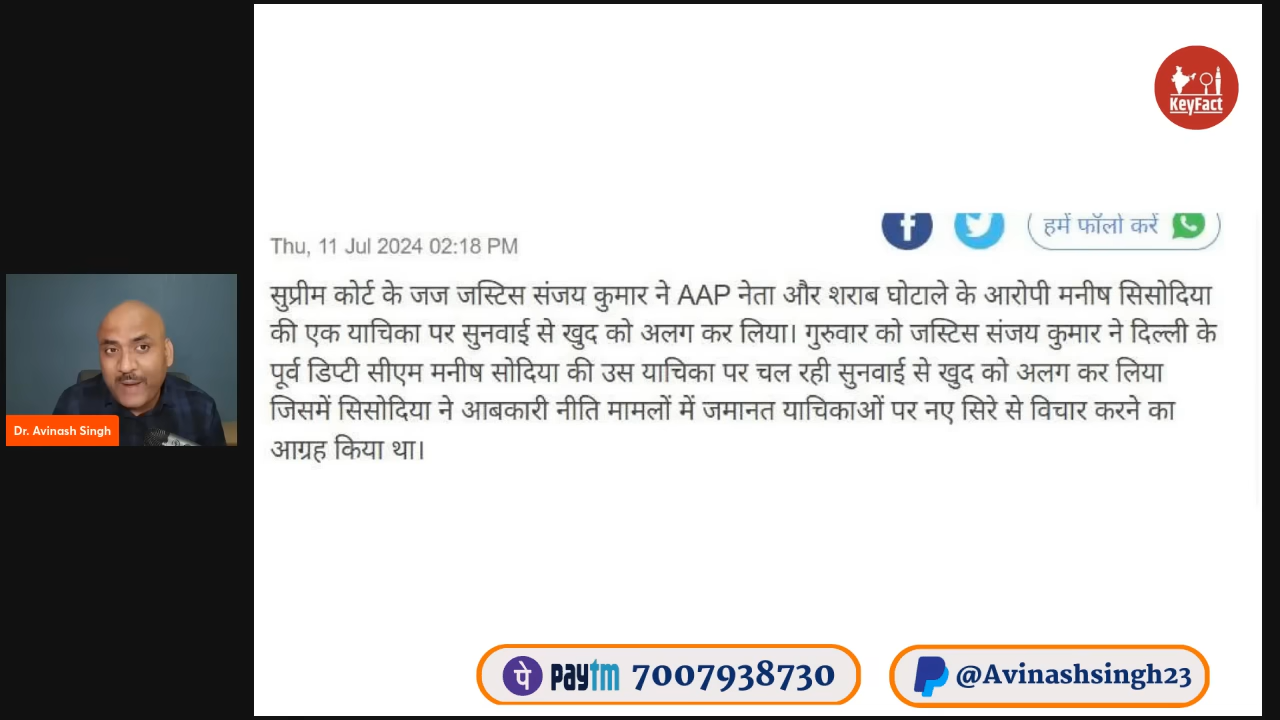 KeyFact
हमें फॉलो करें
Thu, 11 Jul 2024 02:18 PM
सुप्रीम कोर्ट के जज जस्टिस संजय कुमार ने AAP नेता और शराब घोटाले के आरोपी मनीष सिसोदिया
की एक याचिका पर सुनवाई से खुद को अलग कर लिया। गुरुवार को जस्टिस संजय कुमार ने दिल्ली के
पूर्व डिप्टी सीएम मनीष सोदिया की उस याचिका पर चल रही सुनवाई से खुद को अलग कर लिया
जिसमें सिसोदिया ने आबकारी नीति मामलों में जमानत याचिकाओं पर नए सिरे से विचार करने का
आग्रह किया था।
Dr. Avinash Singh
पे paytm 7007938730
@Avinashsingh23